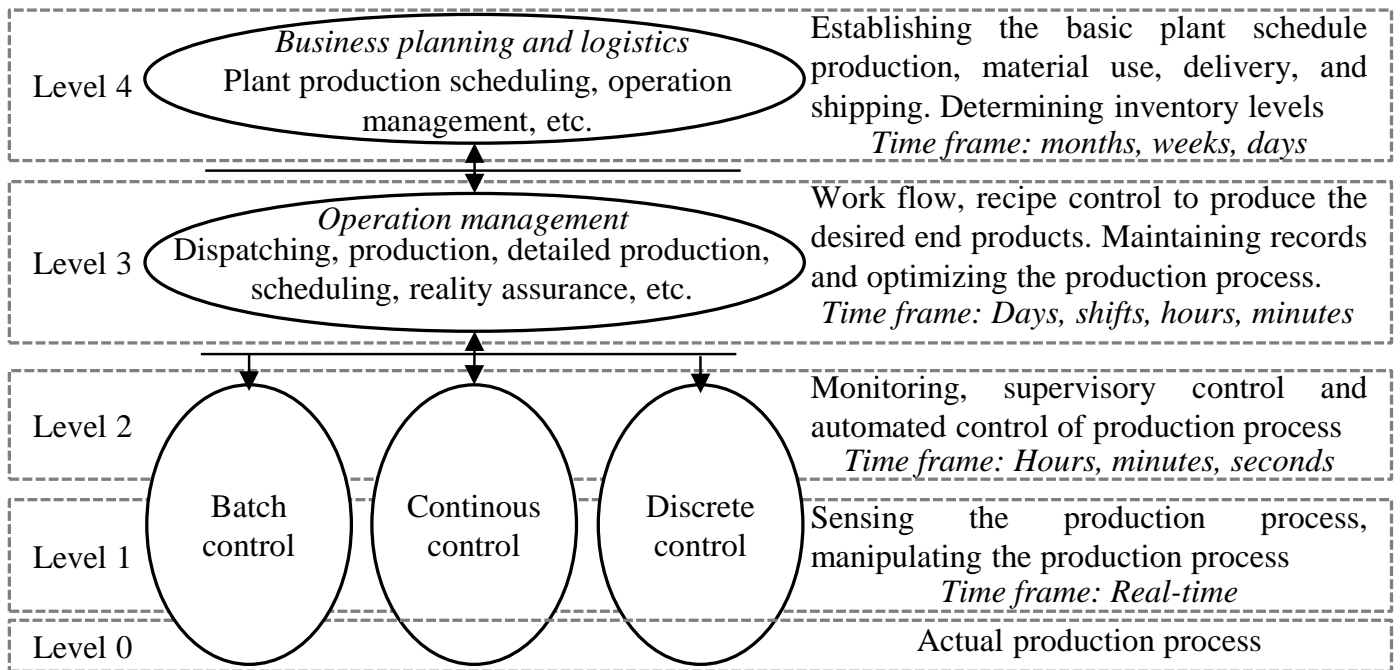 Level 4
Business planning and logistics
Plant production scheduling, operation
management, etc.
Establishing the basic plant schedule
production, material use, delivery, and
shipping. Determining inventory levels
Time frame: months, weeks, days
Level 3
Operation management
Dispatching, production, detailed production,
scheduling, reality assurance, etc.
Work flow, recipe control to produce the
desired end products. Maintaining records
and optimizing the production process.
Time frame: Days, shifts, hours, minutes
Level 2
Monitoring, supervisory control and
automated control of production process
Time frame: Hours, minutes, seconds
Batch
control
Continous
control
Discrete
control
Level 1
Sensing the production process,
manipulating the production process
Time frame: Real-time
Level 0
Actual production process